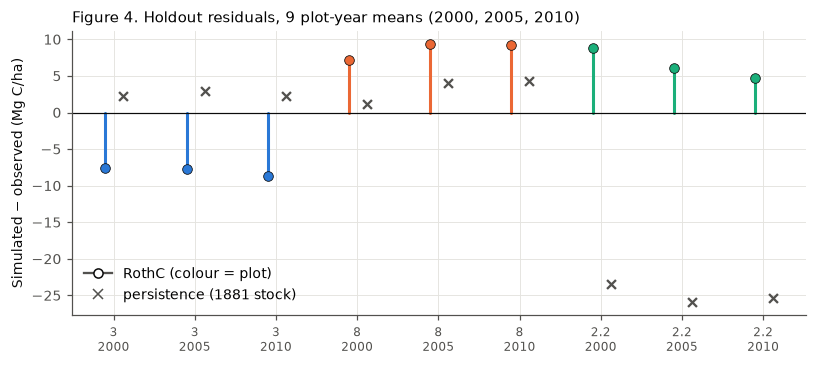 Figure 4. Holdout residuals, 9 plot-year means (2000, 2005, 2010)
Simulated − observed (Mg C/ha)
10
5
0
−5
−10
−15
−20
−25
RothC (colour = plot)
persistence (1881 stock)
3 3 3 8 8 8 2.2 2.2 2.2
2000 2005 2010 2000 2005 2010 2000 2005 2010